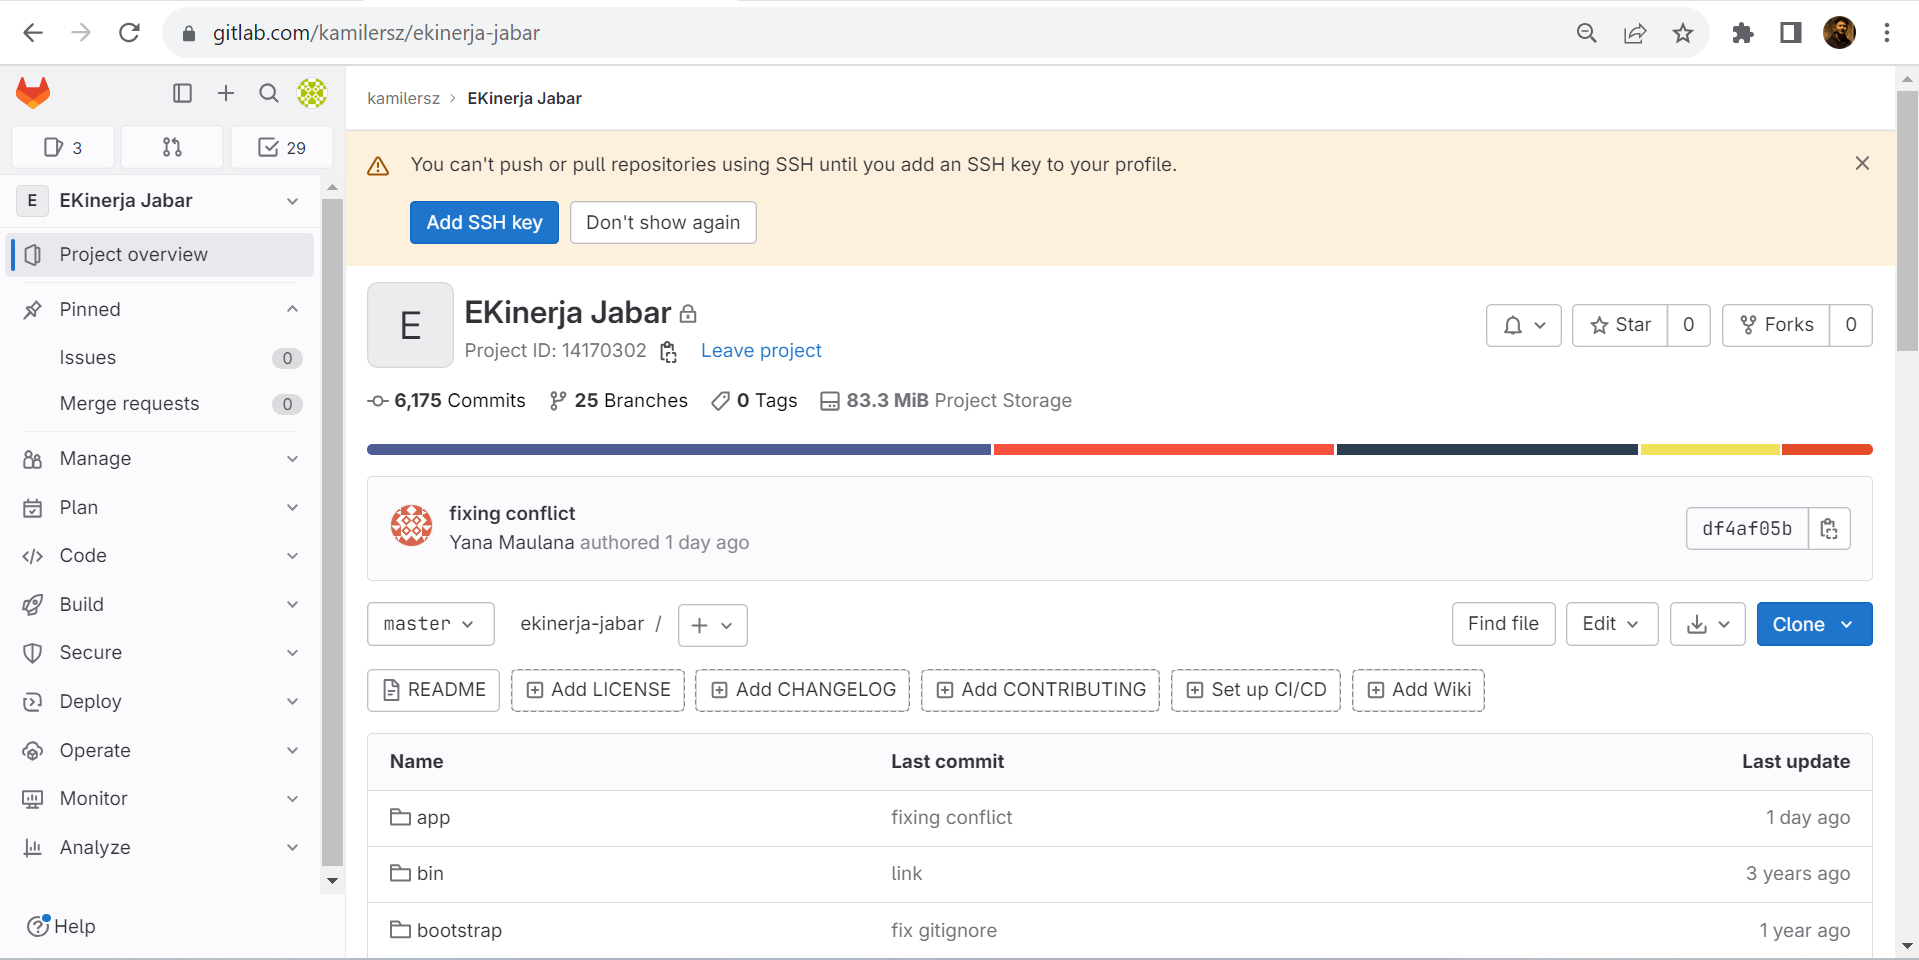 gitlab.com/kamilersz/ekinerja-jabar
3
29
E EKinerja Jabar
Project overview
Pinned
Issues 0
Merge requests 0
Manage
Plan
Code
Build
Secure
Deploy
Operate
Monitor
Analyze
Help
kamilersz › EKinerja Jabar
You can't push or pull repositories using SSH until you add an SSH key to your profile.
Add SSH key Don't show again
E
EKinerja Jabar
Project ID: 14170302 Leave project
Star 0 Forks 0
6,175 Commits 25 Branches 0 Tags 83.3 MiB Project Storage
fixing conflict
Yana Maulana authored 1 day ago
df4af05b
master ekinerja-jabar / + Find file Edit Clone
README Add LICENSE Add CHANGELOG Add CONTRIBUTING Set up CI/CD Add Wiki
Name Last commit Last update
app fixing conflict 1 day ago
bin link 3 years ago
bootstrap fix gitignore 1 year ago